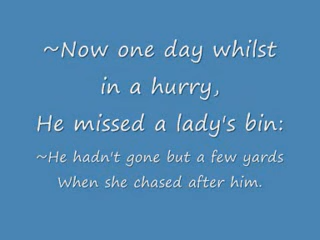 ~Now one day whilst
in a hurry,
He missed a lady's bin:
~He hadn't gone but a few yards
When she chased after him.